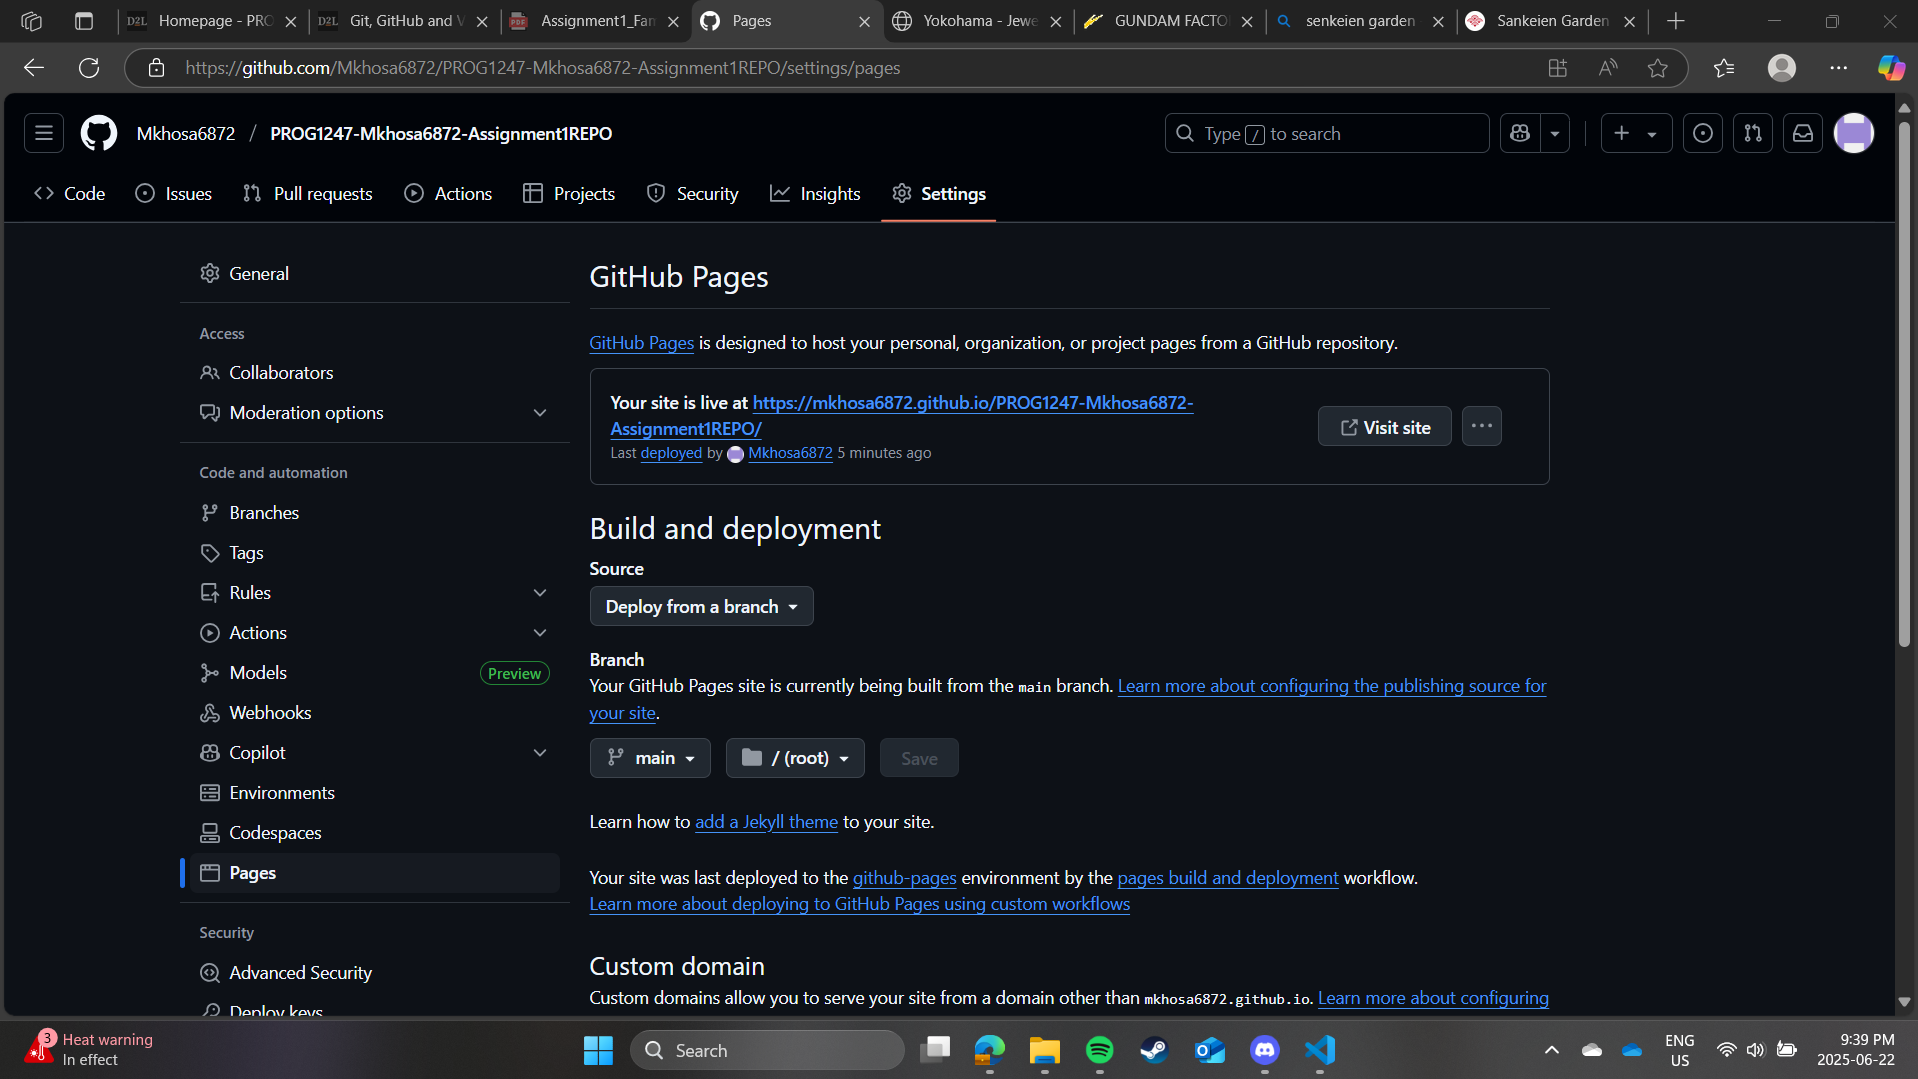 Homepage - PRO
Git, GitHub and V
Assignment1_Fam
Pages
Yokohama - Jewe
GUNDAM FACTO
senkeien garden
Sankeien Garden
https://github.com/Mkhosa6872/PROG1247-Mkhosa6872-Assignment1REPO/settings/pages
Mkhosa6872 / PROG1247-Mkhosa6872-Assignment1REPO
Type / to search
Code
Issues
Pull requests
Actions
Projects
Security
Insights
Settings
General
Access
Collaborators
Moderation options
Code and automation
Branches
Tags
Rules
Actions
Models
Preview
Webhooks
Copilot
Environments
Codespaces
Pages
Security
Advanced Security
Deploy keys
GitHub Pages
GitHub Pages is designed to host your personal, organization, or project pages from a GitHub repository.
Your site is live at https://mkhosa6872.github.io/PROG1247-Mkhosa6872-
Assignment1REPO/
Last deployed by Mkhosa6872 5 minutes ago
Visit site
Build and deployment
Source
Deploy from a branch
Branch
Your GitHub Pages site is currently being built from the main branch. Learn more about configuring the publishing source for
your site.
main
/ (root)
Save
Learn how to add a Jekyll theme to your site.
Your site was last deployed to the github-pages environment by the pages build and deployment workflow.
Learn more about deploying to GitHub Pages using custom workflows
Custom domain
Custom domains allow you to serve your site from a domain other than mkhosa6872.github.io. Learn more about configuring
3
Heat warning
In effect
Search
ENG
US
9:39 PM
2025-06-22